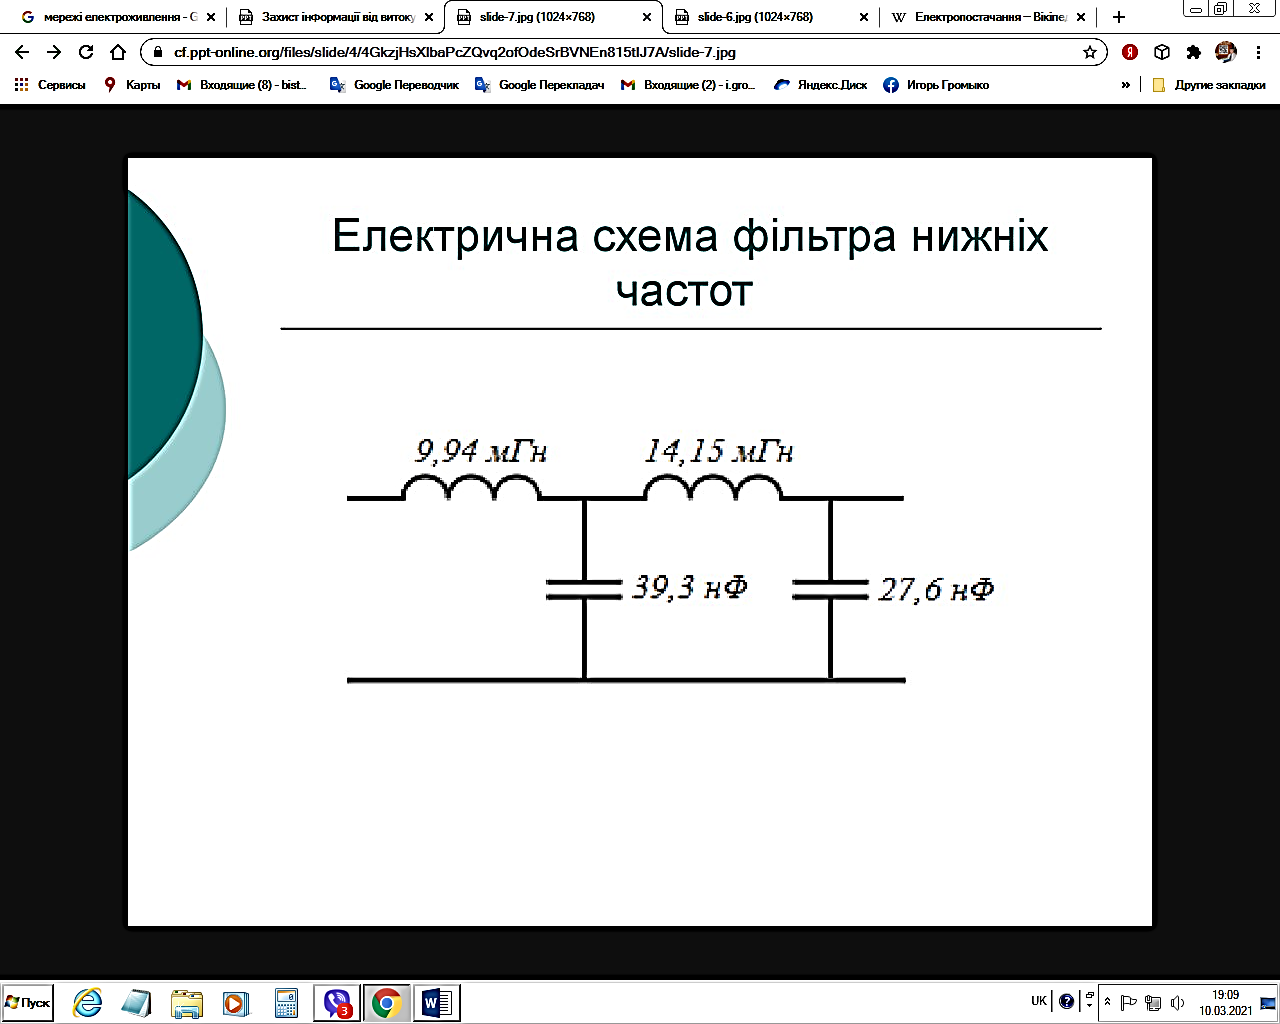 мережі електроживлення - G
Захист інформації від витоку
slide-7.jpg (1024×768)
slide-6.jpg (1024×768)
Електропостачання – Вікіпед
cf.ppt-online.org/files/slide/4/4GkzjHsXlbaPcZQvq2ofOdeSrBVNEn815tIJ7A/slide-7.jpg
Сервисы
Карты
Входящие (8) - bist...
Google Переводчик
Google Перекладач
Входящие (2) - i.gro...
Яндекс.Диск
Игорь Громыко
»
Другие закладки
Електрична схема фільтра нижніх
частот
9,94 мГн
14,15 мГн
39,3 нФ
27,6 нФ
Пуск
3
UK
19:09
10.03.2021